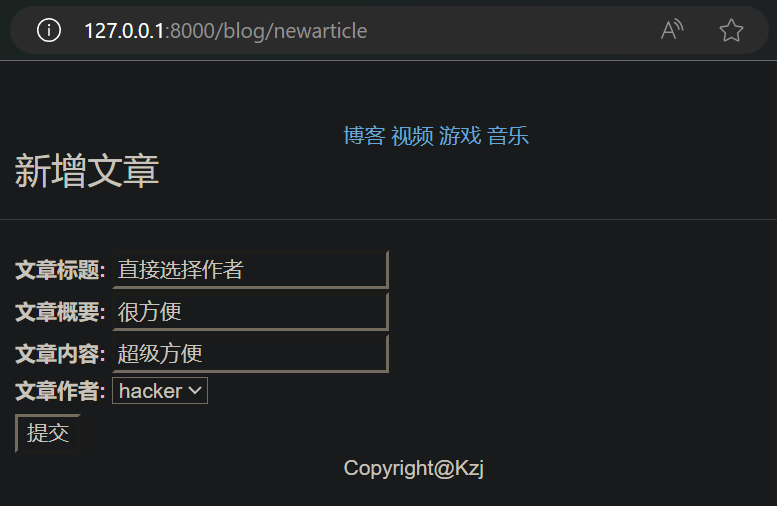 127.0.0.1:8000/blog/newarticle
博客 视频 游戏 音乐
新增文章
文章标题: 直接选择作者
文章概要: 很方便
文章内容: 超级方便
文章作者: hacker
提交
Copyright@Kzj